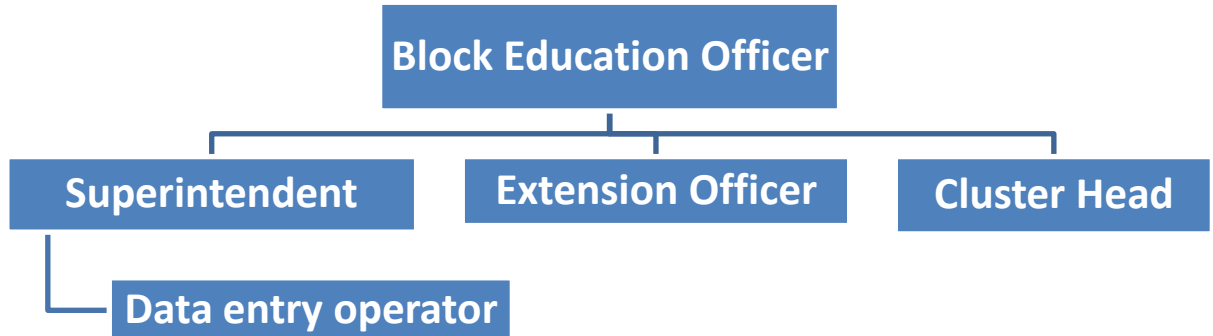 Block Education Officer
Superintendent
Extension Officer
Cluster Head
Data entry operator